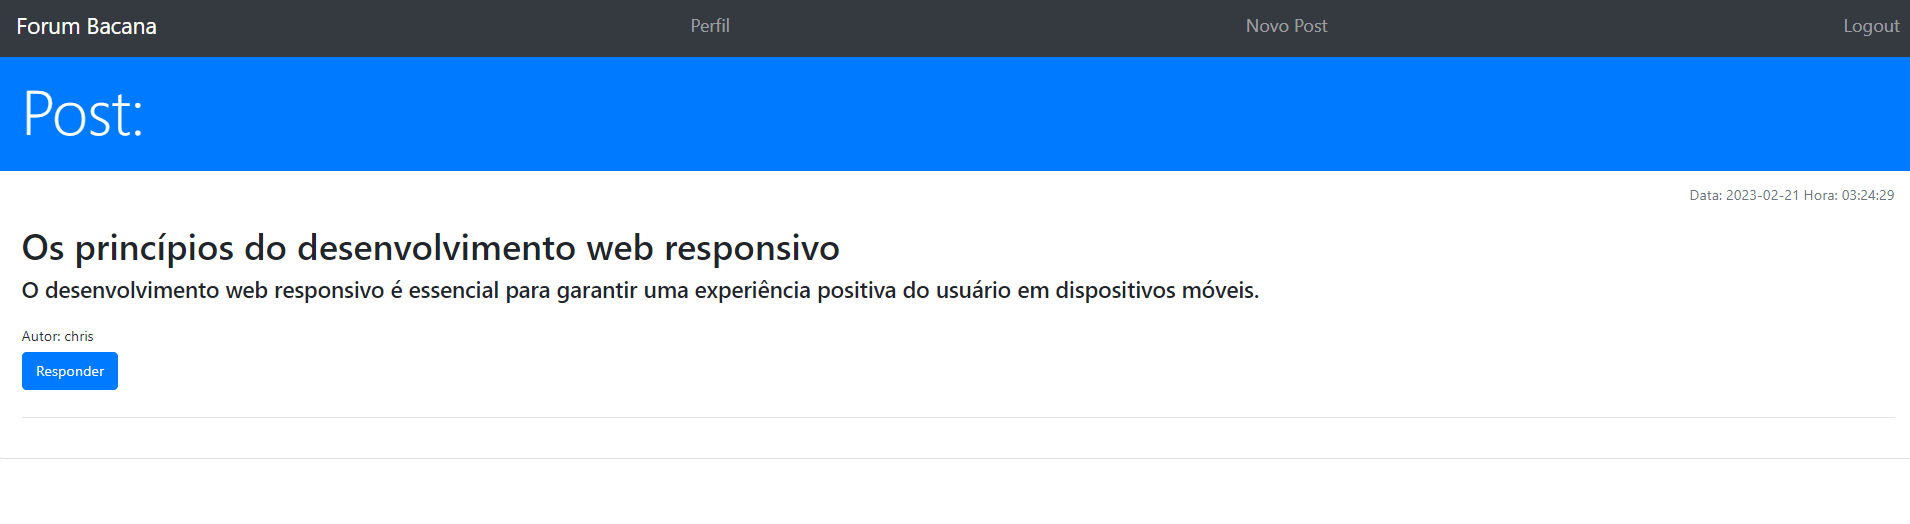 Forum Bacana Perfil Novo Post Logout
Post:
Data: 2023-02-21 Hora: 03:24:29
Os princípios do desenvolvimento web responsivo
O desenvolvimento web responsivo é essencial para garantir uma experiência positiva do usuário em dispositivos móveis.
Autor: chris
Responder